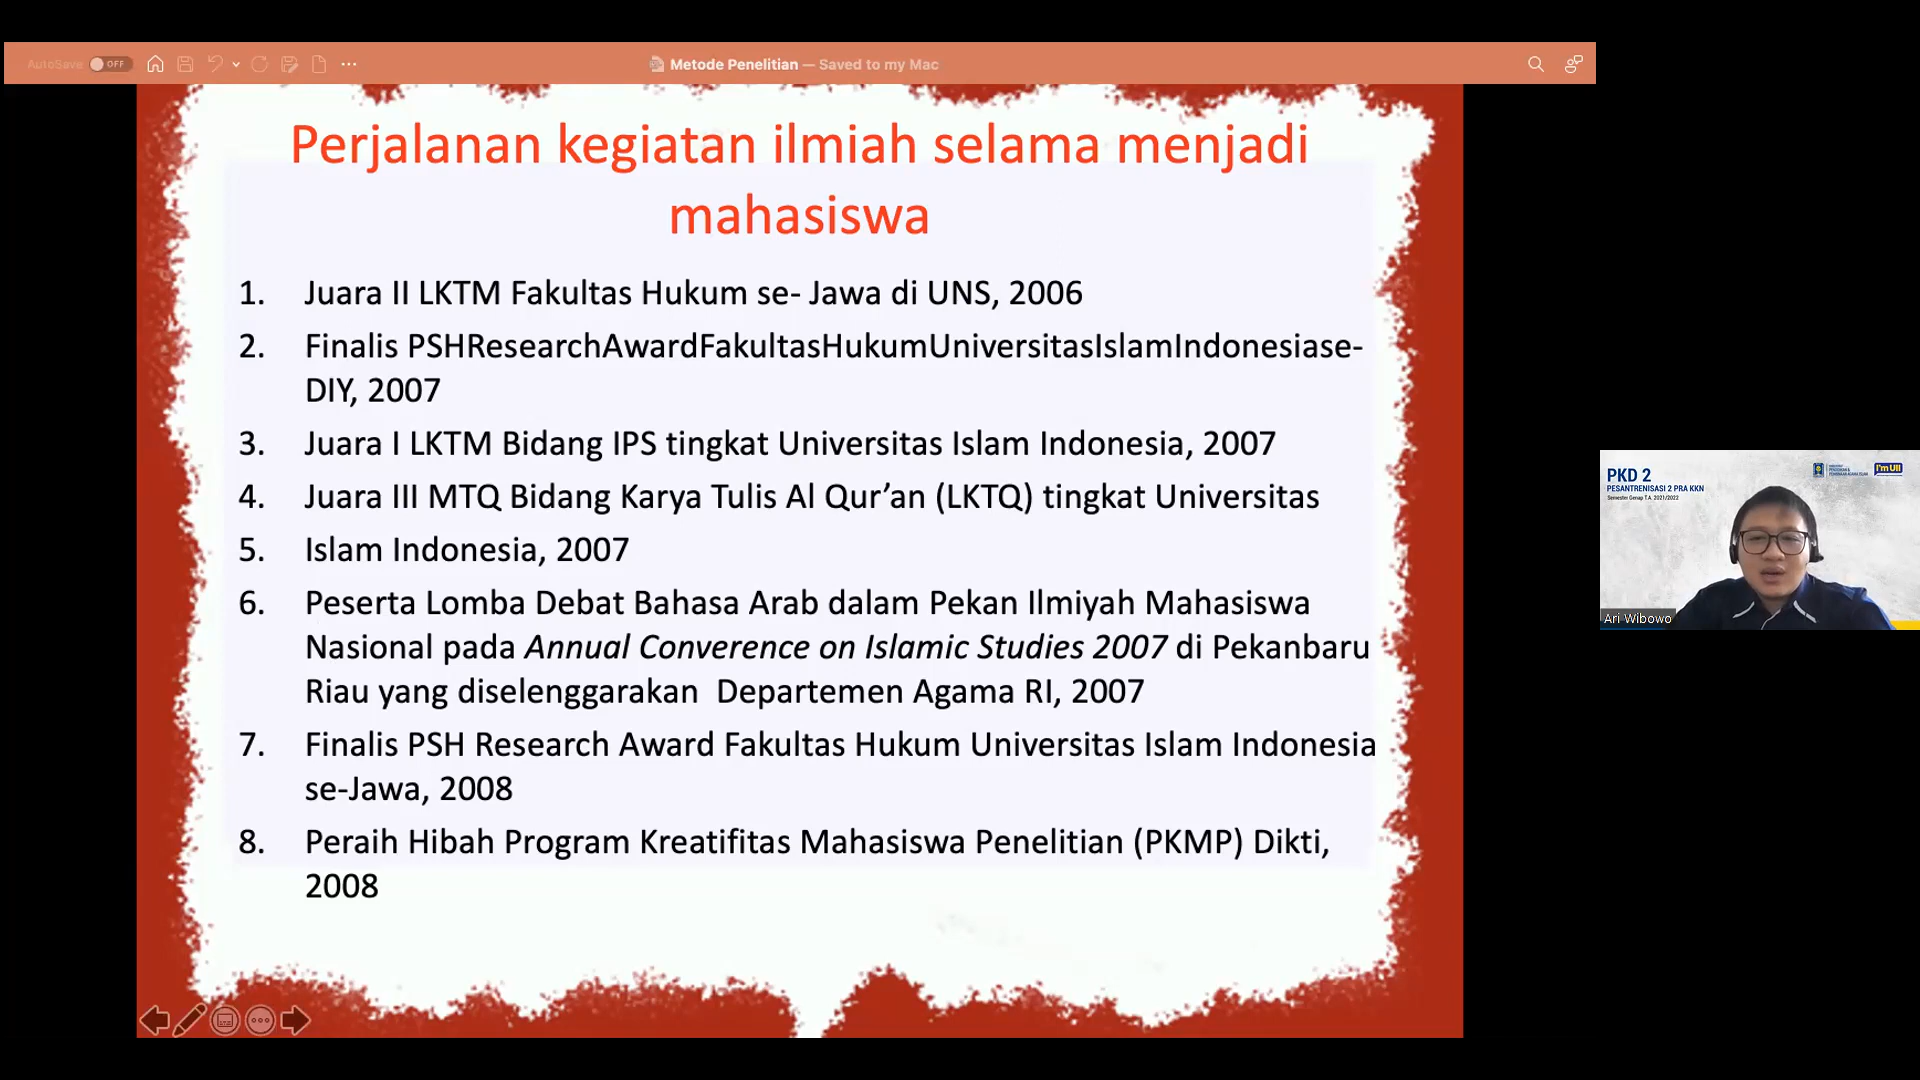 AutoSave OFF
Metode Penelitian — Saved to my Mac
Perjalanan kegiatan ilmiah selama menjadi
mahasiswa
1. Juara II LKTM Fakultas Hukum se- Jawa di UNS, 2006
2. Finalis PSHResearchAwardFakultasHukumUniversitasIslamIndonesiase-
DIY, 2007
3. Juara I LKTM Bidang IPS tingkat Universitas Islam Indonesia, 2007
4. Juara III MTQ Bidang Karya Tulis Al Qur’an (LKTQ) tingkat Universitas
5. Islam Indonesia, 2007
6. Peserta Lomba Debat Bahasa Arab dalam Pekan Ilmiyah Mahasiswa
Nasional pada Annual Converence on Islamic Studies 2007 di Pekanbaru
Riau yang diselenggarakan Departemen Agama RI, 2007
7. Finalis PSH Research Award Fakultas Hukum Universitas Islam Indonesia
se-Jawa, 2008
8. Peraih Hibah Program Kreatifitas Mahasiswa Penelitian (PKMP) Dikti,
2008
PKD 2
PESANTRENISASI 2 PRA KKN
Semester Genap T.A. 2021/2022
I'm UII
Ari Wibowo